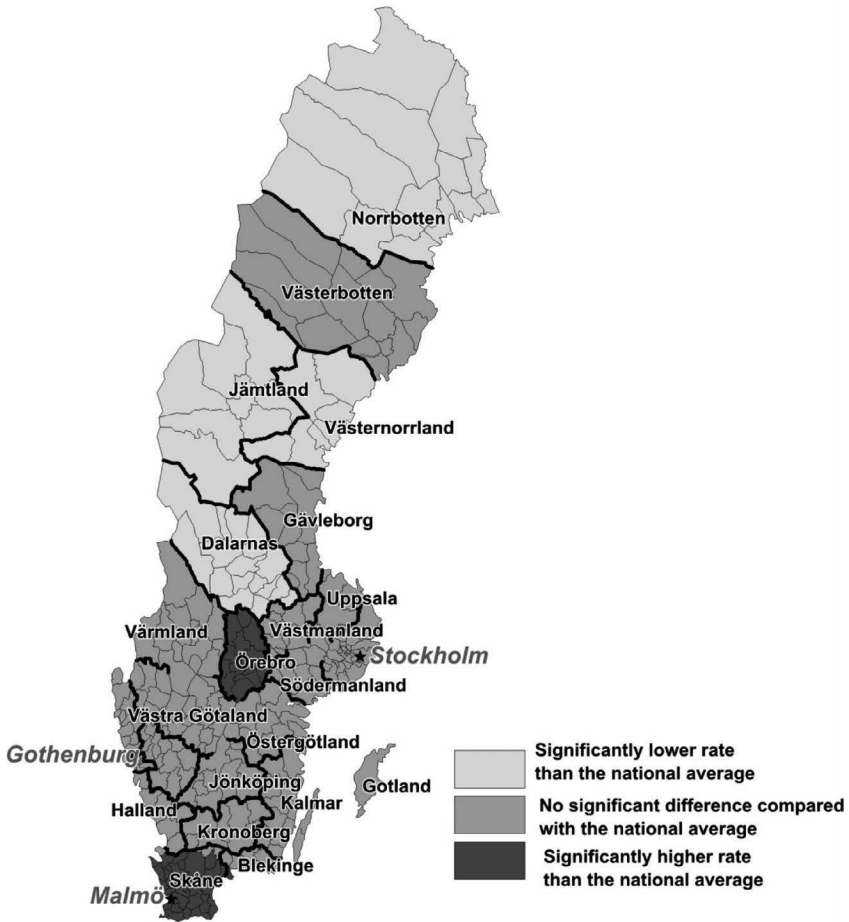 Norrbotten
Västerbotten
Jämtland
Västernorrland
Gävleborg
Dalarnas
Uppsala
Värmland
Västmanland
Örebro
Stockholm
Södermanland
Västra Götaland
Östergötland
Gothenburg
Jönköping
Gotland
Halland
Kalmar
Kronoberg
Blekinge
Skåne
Malmö
Significantly lower rate
than the national average
No significant difference compared
with the national average
Significantly higher rate
than the national average